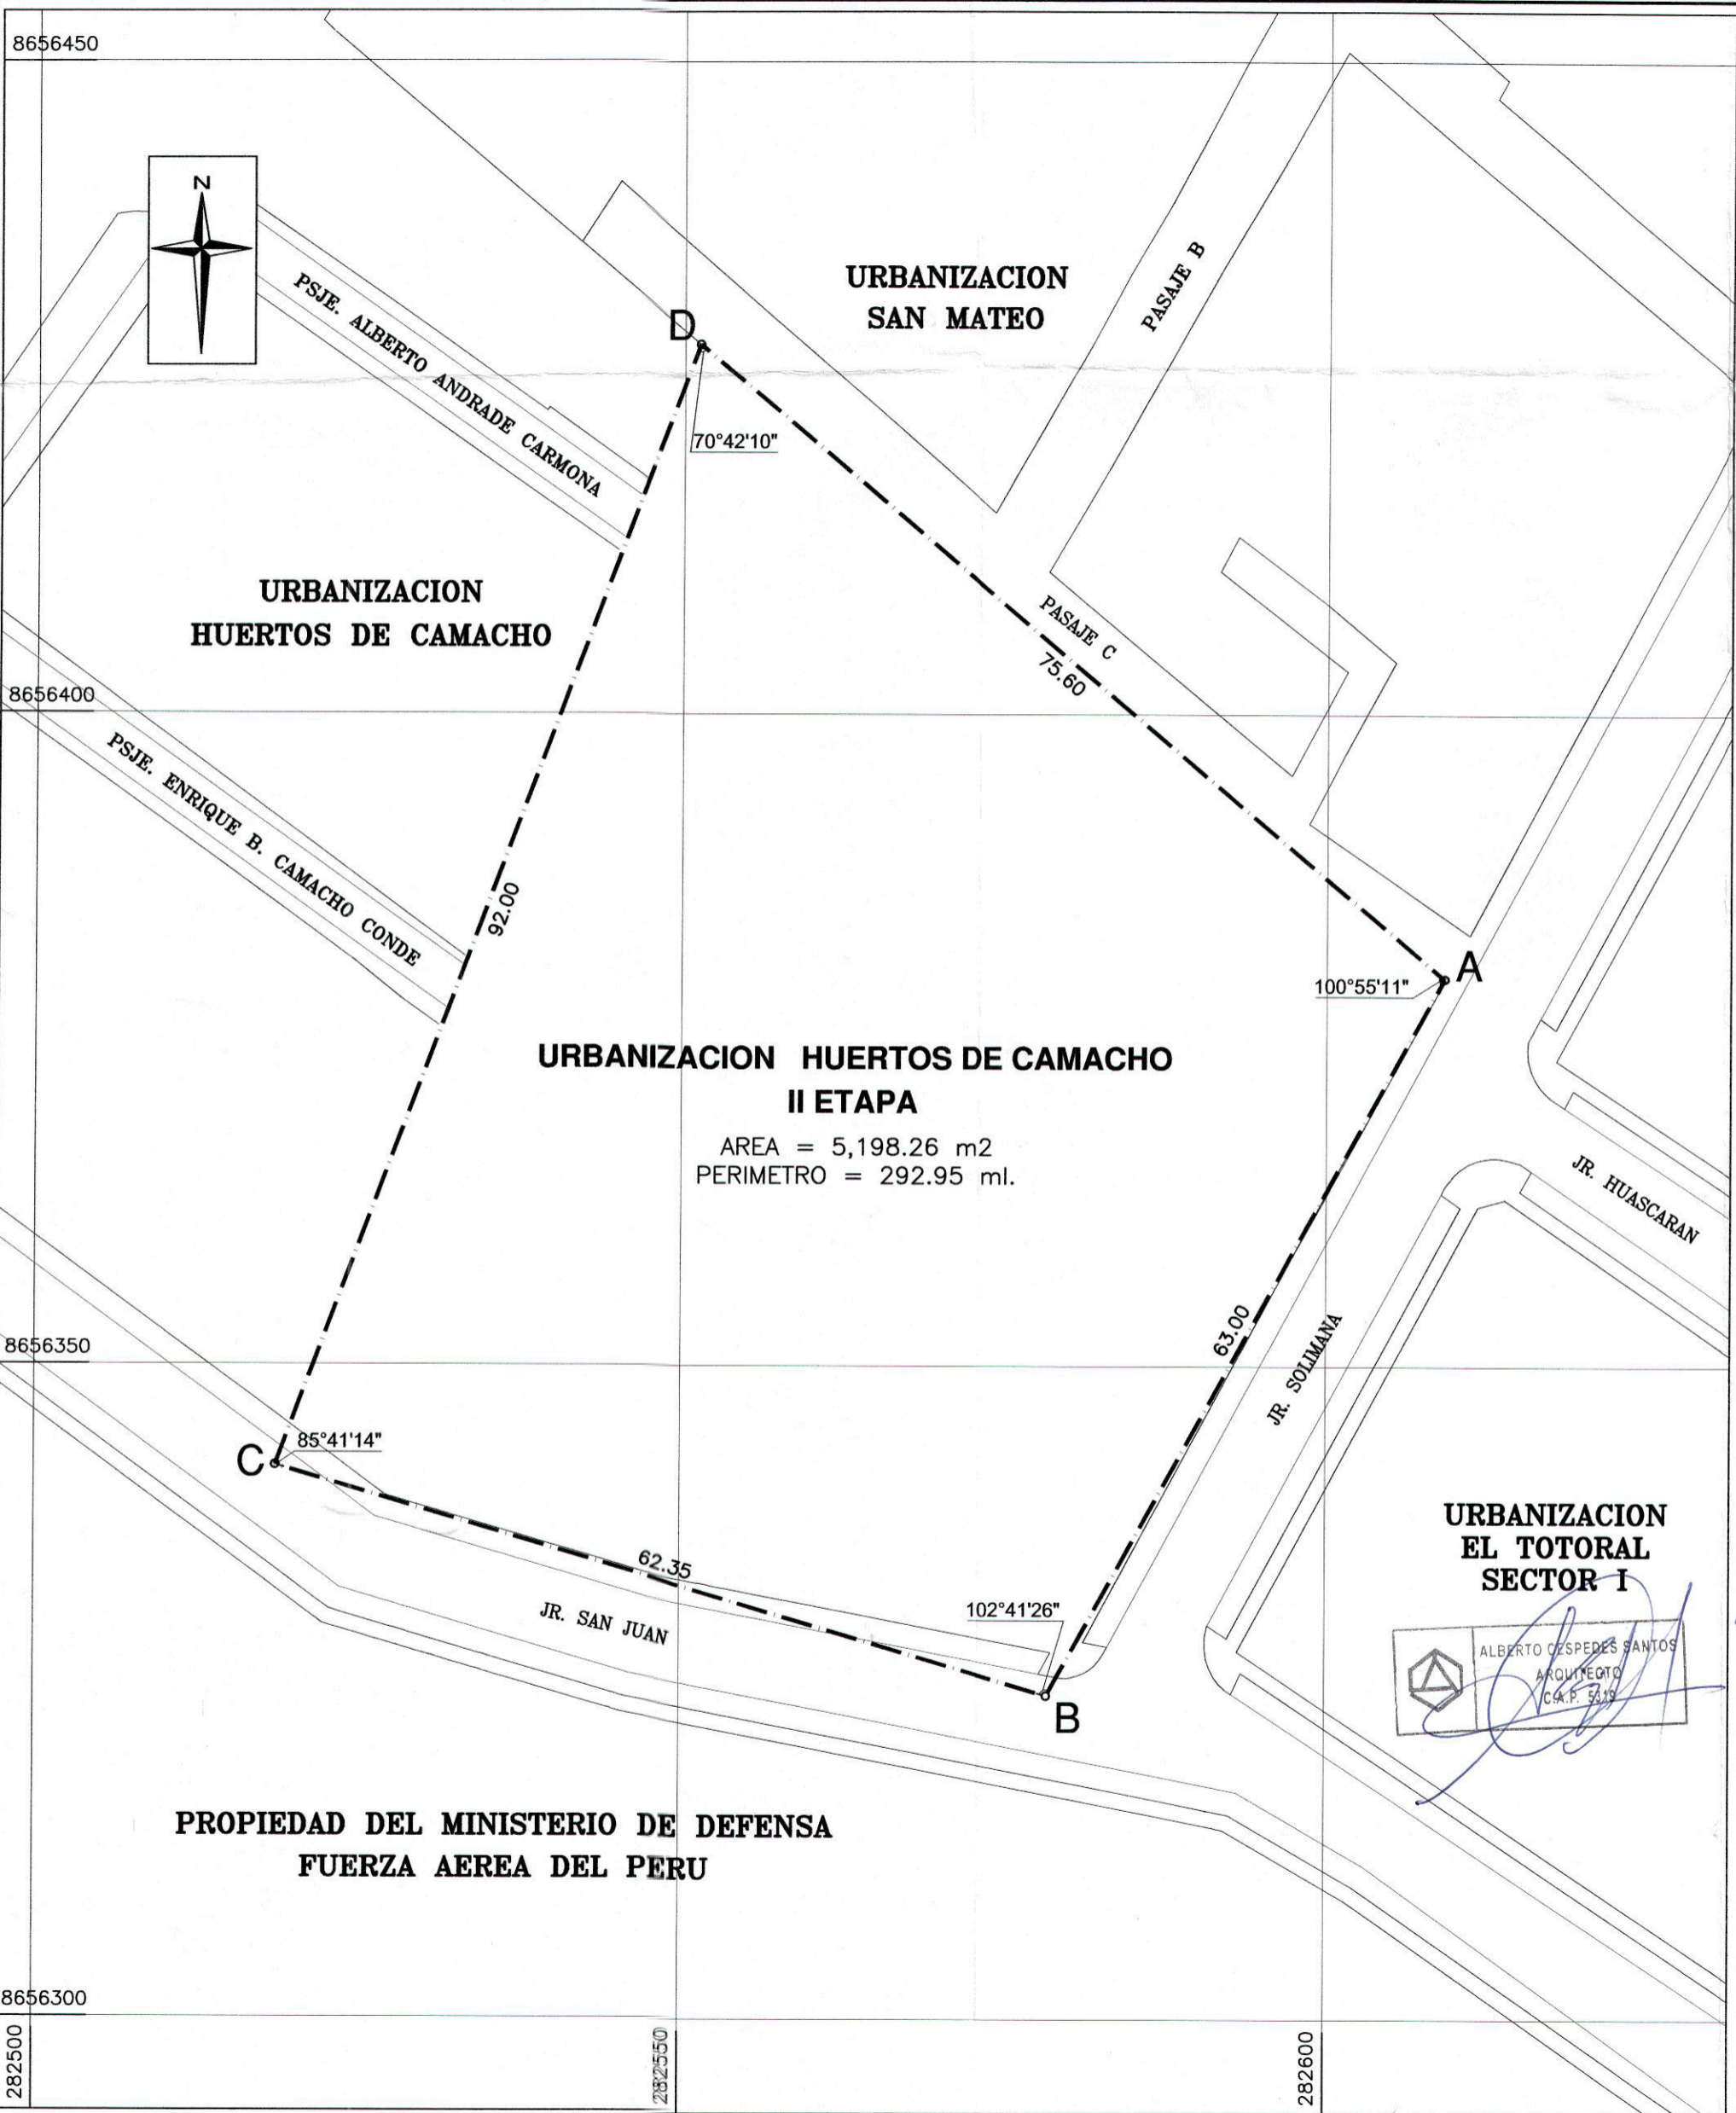 8656450
N
URBANIZACION
SAN MATEO
PASAJE B
PSJE. ALBERTO ANDRADE CARMONA
D
70°42'10"
URBANIZACION
HUERTOS DE CAMACHO
PASAJE C
75.60
8656400
PSJE. ENRIQUE B. CAMACHO CONDE
92.00
A
100°55'11"
URBANIZACION HUERTOS DE CAMACHO
II ETAPA
AREA = 5,198.26 m2
PERIMETRO = 292.95 ml.
JR. HUASCARAN
63.00
JR. SOLIMANA
8656350
C
85°41'14"
62.35
JR. SAN JUAN
102°41'26"
B
URBANIZACION
EL TOTORAL
SECTOR I
ALBERTO CESPEDES SANTOS
ARQUITECTO
C.A.P.
PROPIEDAD DEL MINISTERIO DE DEFENSA
FUERZA AEREA DEL PERU
8656300
282500
282550
282600